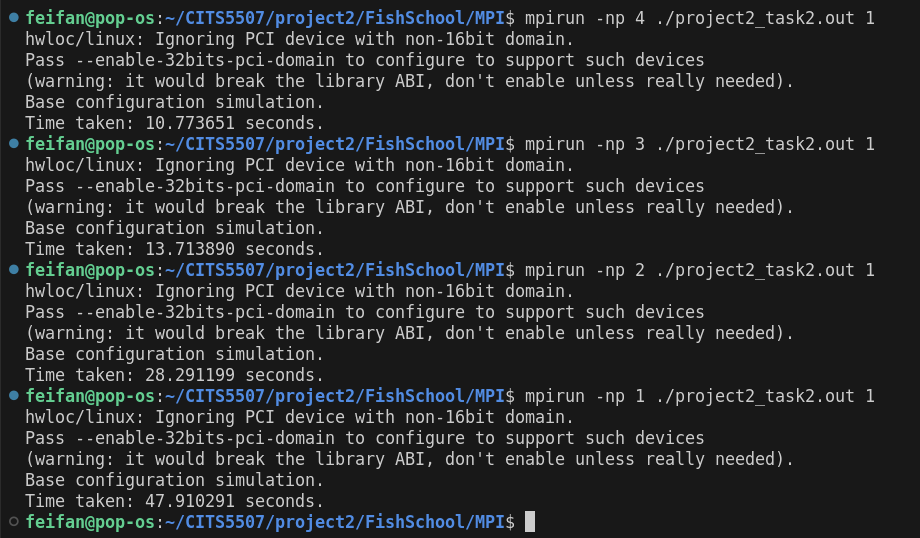 feifan@pop-os:~/CITS5507/project2/FishSchool/MPI$ mpirun -np 4 ./project2_task2.out 1
hwloc/linux: Ignoring PCI device with non-16bit domain.
Pass --enable-32bits-pci-domain to configure to support such devices
(warning: it would break the library ABI, don't enable unless really needed).
Base configuration simulation.
Time taken: 10.773651 seconds.
feifan@pop-os:~/CITS5507/project2/FishSchool/MPI$ mpirun -np 3 ./project2_task2.out 1
hwloc/linux: Ignoring PCI device with non-16bit domain.
Pass --enable-32bits-pci-domain to configure to support such devices
(warning: it would break the library ABI, don't enable unless really needed).
Base configuration simulation.
Time taken: 13.713890 seconds.
feifan@pop-os:~/CITS5507/project2/FishSchool/MPI$ mpirun -np 2 ./project2_task2.out 1
hwloc/linux: Ignoring PCI device with non-16bit domain.
Pass --enable-32bits-pci-domain to configure to support such devices
(warning: it would break the library ABI, don't enable unless really needed).
Base configuration simulation.
Time taken: 28.291199 seconds.
feifan@pop-os:~/CITS5507/project2/FishSchool/MPI$ mpirun -np 1 ./project2_task2.out 1
hwloc/linux: Ignoring PCI device with non-16bit domain.
Pass --enable-32bits-pci-domain to configure to support such devices
(warning: it would break the library ABI, don't enable unless really needed).
Base configuration simulation.
Time taken: 47.910291 seconds.
feifan@pop-os:~/CITS5507/project2/FishSchool/MPI$